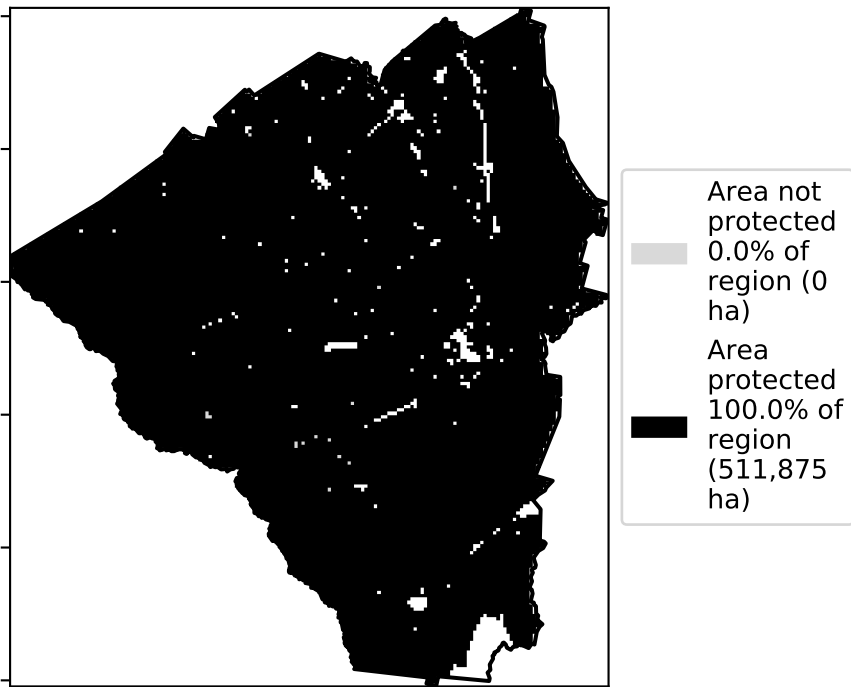 Area not
protected
0.0% of
region (0
ha)
Area
protected
100.0% of
region
(511,875
ha)